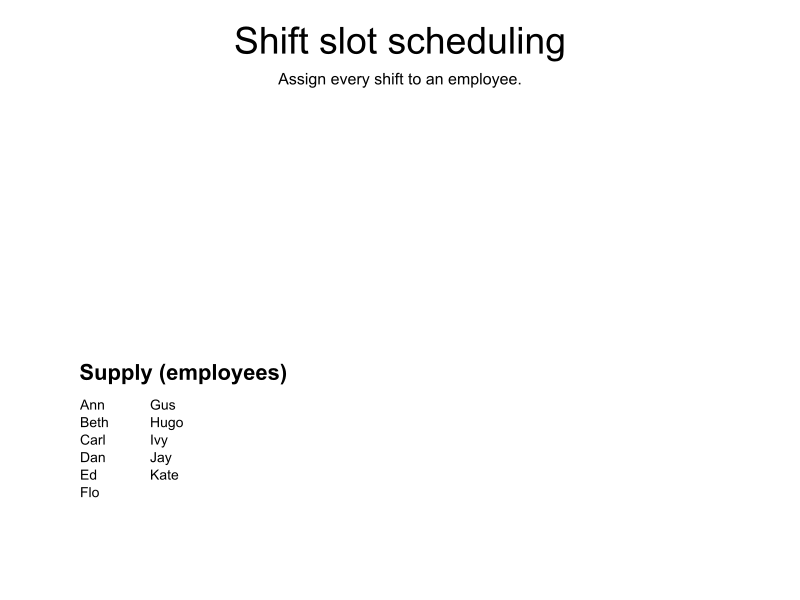 Shift slot scheduling
Assign every shift to an employee.
Supply (employees)
Ann
Beth
Carl
Dan
Ed
Flo
Gus
Hugo
Ivy
Jay
Kate